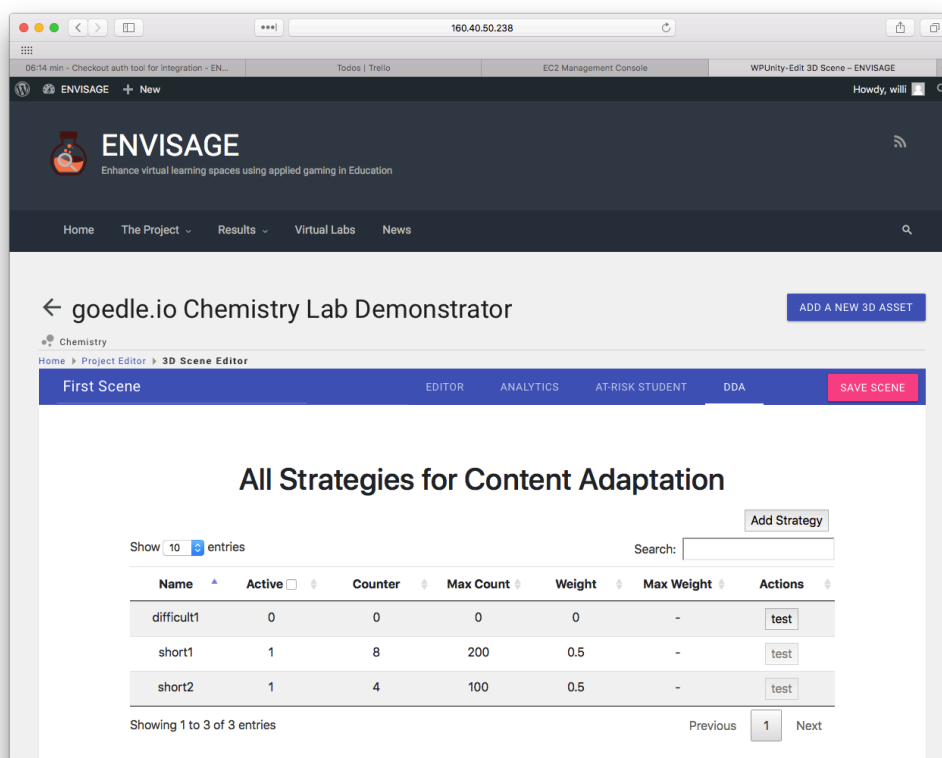 160.40.50.238
06:14 min - Checkout auth tool for integration - EN... Todos | Trello EC2 Management Console WPUnity-Edit 3D Scene – ENVISAGE
ENVISAGE + New Howdy, willi
ENVISAGE
Enhance virtual learning spaces using applied gaming in Education
Home The Project Results Virtual Labs News
← goedle.io Chemistry Lab Demonstrator ADD A NEW 3D ASSET
Chemistry
Home Project Editor 3D Scene Editor
First Scene EDITOR ANALYTICS AT-RISK STUDENT DDA SAVE SCENE
All Strategies for Content Adaptation
Add Strategy
Show 10 entries Search:
Name Active Counter Max Count Weight Max Weight Actions
difficult1 0 0 0 0 - test
short1 1 8 200 0.5 - test
short2 1 4 100 0.5 - test
Showing 1 to 3 of 3 entries Previous 1 Next